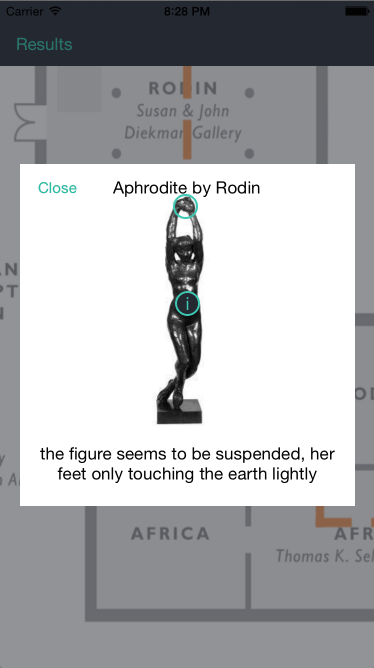 Carrier 8:28 PM
Results
RODIN
Susan & John
Diekman Gallery
Close Aphrodite by Rodin
i
the figure seems to be suspended, her
feet only touching the earth lightly
AFRICA
Thomas K.